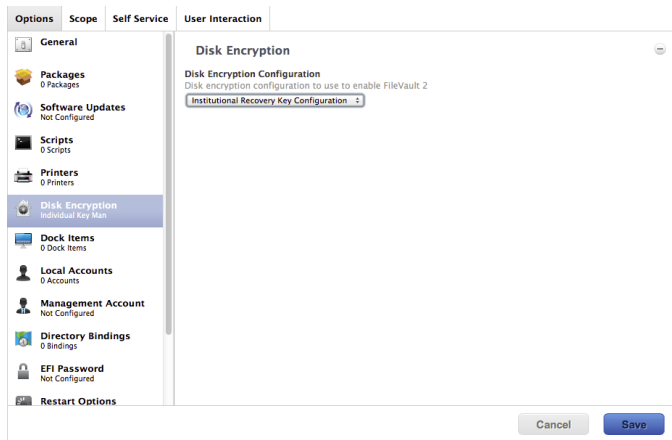 Options Scope Self Service User Interaction
General
Packages
0 Packages
Software Updates
Not Configured
Scripts
0 Scripts
Printers
0 Printers
Disk Encryption
Individual Key Man
Dock Items
0 Dock Items
Local Accounts
0 Accounts
Management Account
Not Configured
Directory Bindings
0 Bindings
EFI Password
Not Configured
Restart Options
Disk Encryption
Disk Encryption Configuration
Disk encryption configuration to use to enable FileVault 2
Institutional Recovery Key Configuration
Cancel Save